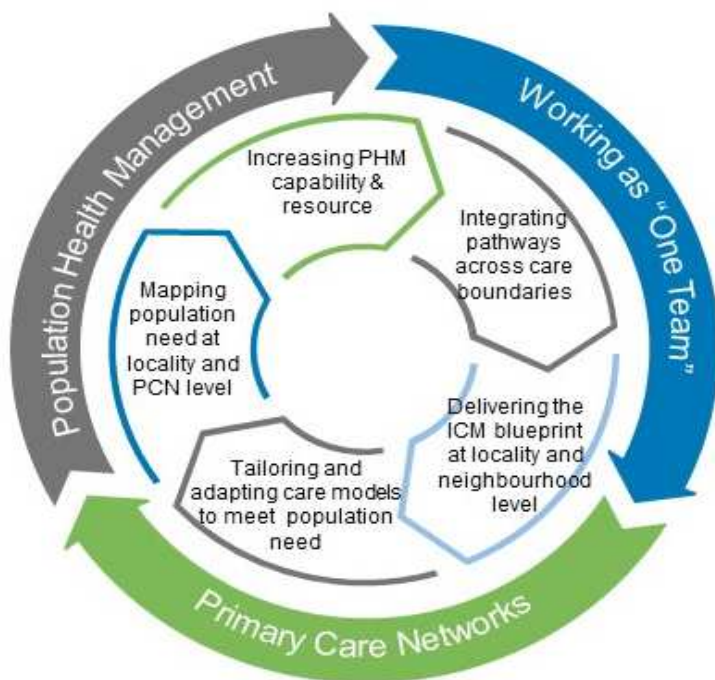 Population Health Management
Working as "One Team"
Primary Care Networks
Increasing PHM
capability &
resource
Integrating
pathways
across care
boundaries
Delivering the
ICM blueprint
at locality and
neighbourhood
level
Tailoring and
adapting care models
to meet population
need
Mapping
population
need at
locality and
PCN level